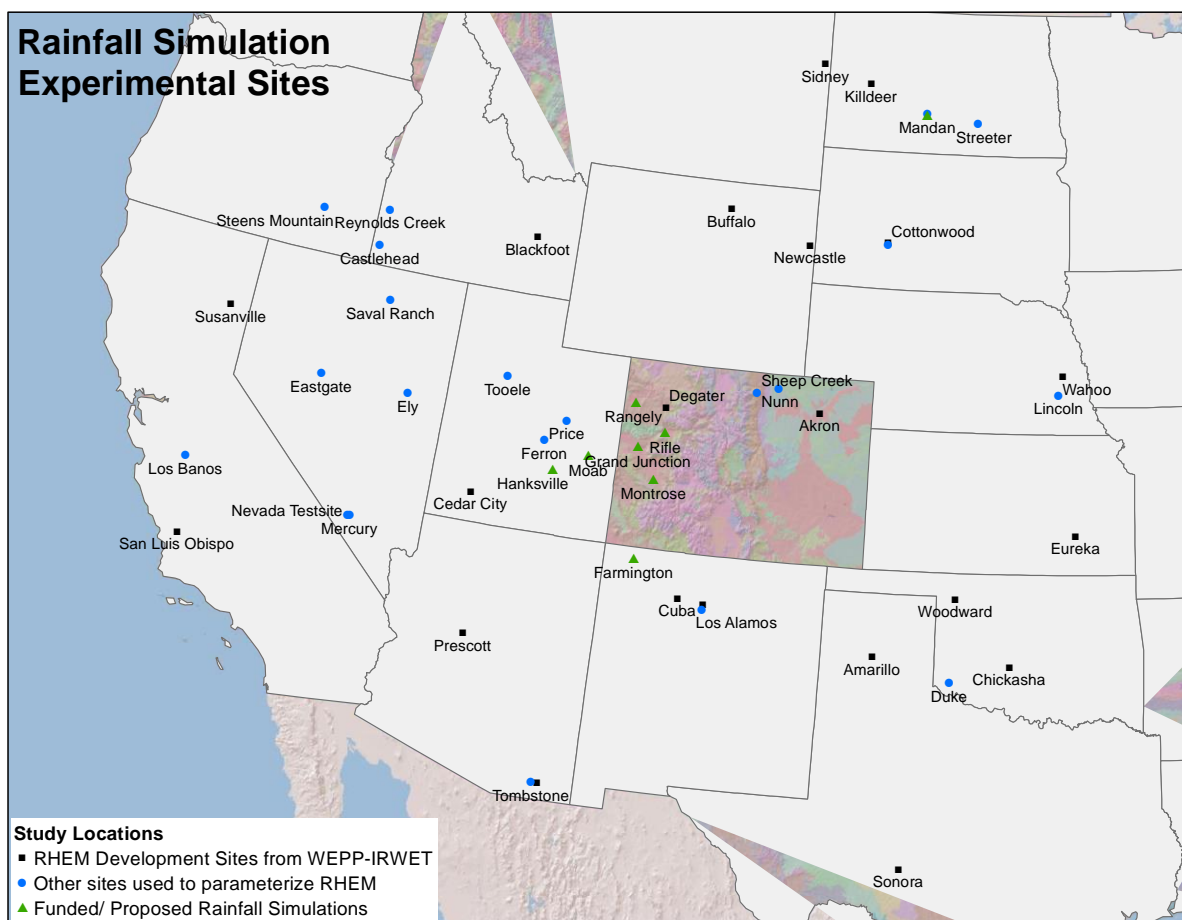 Rainfall Simulation
Experimental Sites
Sidney
Killdeer
Mandan
Streeter
Steens Mountain
Reynolds Creek
Castlehead
Blackfoot
Buffalo
Newcastle
Cottonwood
Susanville
Saval Ranch
Eastgate
Ely
Tooele
Sheep Creek
Nunn
Degater
Rangely
Akron
Wahoo
Lincoln
Price
Ferron
Rifle
Grand Junction
Moab
Hanksville
Montrose
Los Banos
Cedar City
Nevada Testsite
Mercury
San Luis Obispo
Eureka
Farmington
Cuba
Los Alamos
Woodward
Prescott
Amarillo
Chickasha
Duke
Tombstone
Sonora
Study Locations
RHEM Development Sites from WEPP-IRWET
Other sites used to parameterize RHEM
Funded/ Proposed Rainfall Simulations